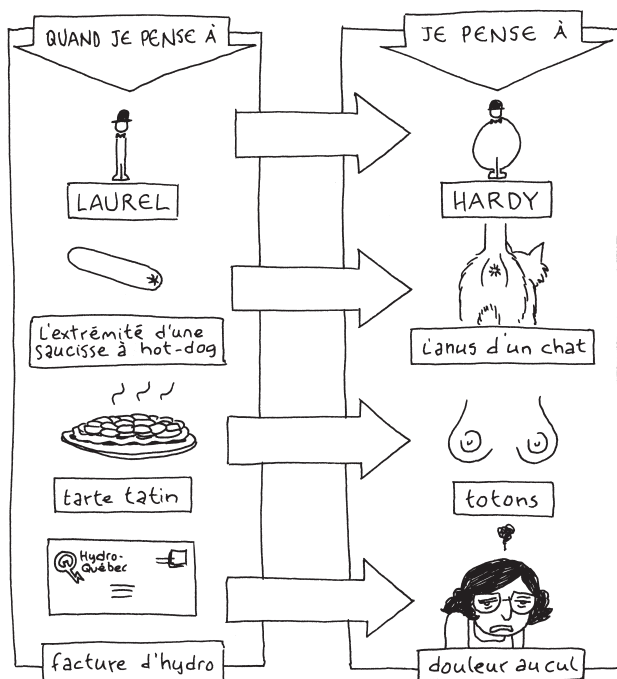 QUAND JE PENSE À
JE PENSE À
LAUREL
HARDY
L'extrémité d'une
saucisse à hot-dog
L'anus d'un chat
tarte tatin
totons
Hydro-
Québec
facture d'hydro
douleur au cul